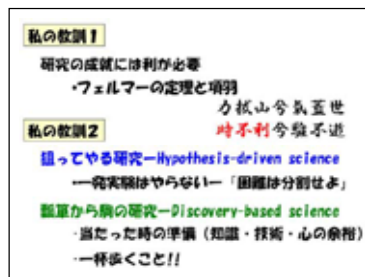 私の教訓1
研究の成就には利が必要
・フェルマーの定理と項羽
力拔山兮気蓋世
時不利兮騅不逝
私の教訓2
狙ってやる研究ーHypothesis-driven science
・一発実験はやらないー「困難は分割せよ」
瓢箪から駒の研究ーDiscovery-based science
・当たった時の準備(知識・技術・心の余裕)
・一杯歩くこと!!